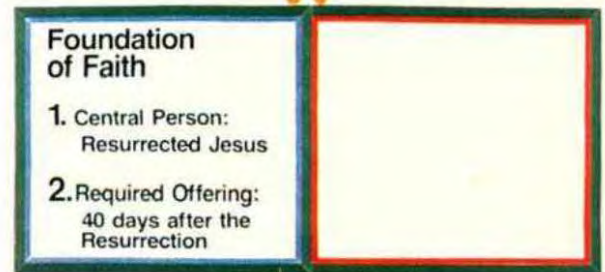 Foundation
of Faith
1. Central Person:
Resurrected Jesus
2. Required Offering:
40 days after the
Resurrection